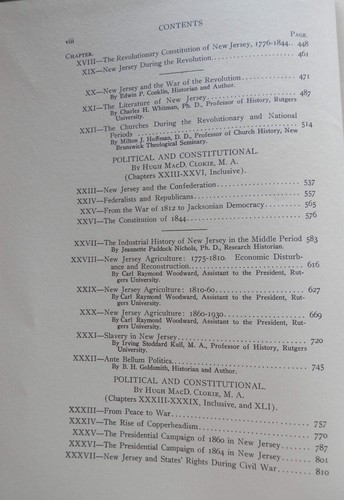 viii
CONTENTS
CHAPTER.
PAGE.
XVIII—The Revolutionary Constitution of New Jersey, 1776-1844.. 448
XIX—New Jersey During the Revolution 461
XX—New Jersey and the War of the Revolution 471
By Edwin P. Conklin, Historian and Author.
XXI—The Literature of New Jersey 487
By Charles H. Whitman, Ph. D., Professor of History, Rutgers
University.
XXII—The Churches During the Revolutionary and National
Periods 514
By Milton J. Hoffman, D. D., Professor of Church History, New
Brunswick Theological Seminary.
POLITICAL AND CONSTITUTIONAL.
BY HUGH MACD. CLOKIE, M. A.
(Chapters XXIII-XXVI, Inclusive).
XXIII—New Jersey and the Confederation 537
XXIV—Federalists and Republicans 557
XXV—From the War of 1812 to Jacksonian Democracy 565
XXVI—The Constitution of 1844 576
XXVII—The Industrial History of New Jersey in the Middle Period 583
By Jeannette Paddock Nichols, Ph. D., Research Historian.
XXVIII—New Jersey Agriculture: 1775-1810. Economic Disturb-
ance and Reconstruction 616
By Carl Raymond Woodward, Assistant to the President, Rut-
gers University.
XXIX—New Jersey Agriculture: 1810-60 627
By Carl Raymond Woodward, Assistant to the President, Rut-
gers University.
XXX—New Jersey Agriculture: 1860-1930 669
By Carl Raymond Woodward, Assistant to the President, Rut-
gers University.
XXXI—Slavery in New Jersey 720
By Irving Stoddard Kull, M. A., Professor of History, Rutgers
University.
XXXII—Ante Bellum Politics 745
By B. H. Goldsmith, Historian and Author.
POLITICAL AND CONSTITUTIONAL.
BY HUGH MACD. CLOKIE, M. A.
(Chapters XXXIII-XXXIX, Inclusive, and XLI).
XXXIII—From Peace to War 757
XXXIV—The Rise of Copperheadism 770
XXXV—The Presidential Campaign of 1860 in New Jersey 787
XXXVI—The Presidential Campaign of 1864 in New Jersey 801
XXXVII—New Jersey and States' Rights During Civil War 810